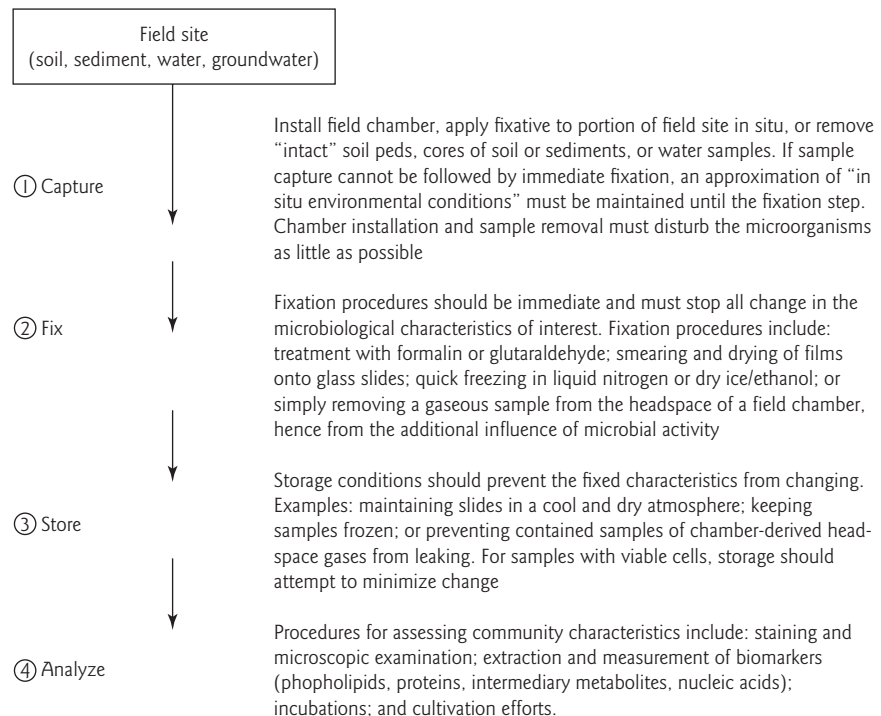 Field site
(soil, sediment, water, groundwater)
① Capture
Install field chamber, apply fixative to portion of field site in situ, or remove
“intact” soil peds, cores of soil or sediments, or water samples. If sample
capture cannot be followed by immediate fixation, an approximation of “in
situ environmental conditions” must be maintained until the fixation step.
Chamber installation and sample removal must disturb the microorganisms
as little as possible
② Fix
Fixation procedures should be immediate and must stop all change in the
microbiological characteristics of interest. Fixation procedures include:
treatment with formalin or glutaraldehyde; smearing and drying of films
onto glass slides; quick freezing in liquid nitrogen or dry ice/ethanol; or
simply removing a gaseous sample from the headspace of a field chamber,
hence from the additional influence of microbial activity
③ Store
Storage conditions should prevent the fixed characteristics from changing.
Examples: maintaining slides in a cool and dry atmosphere; keeping
samples frozen; or preventing contained samples of chamber-derived head-
space gases from leaking. For samples with viable cells, storage should
attempt to minimize change
④ Analyze
Procedures for assessing community characteristics include: staining and
microscopic examination; extraction and measurement of biomarkers
(phopholipids, proteins, intermediary metabolites, nucleic acids);
incubations; and cultivation efforts.